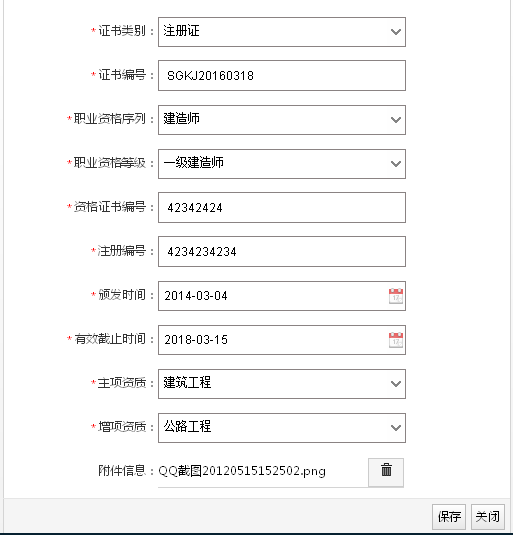 *证书类别： 注册证
*证书编号： SGKJ20160318
*职业资格序列： 建造师
*职业资格等级： 一级建造师
*资格证书编号： 42342424
*注册编号： 4234234234
*颁发时间： 2014-03-04
*有效截止时间： 2018-03-15
*主项资质： 建筑工程
*增项资质： 公路工程
附件信息： QQ截图20120515152502.png
保存 关闭